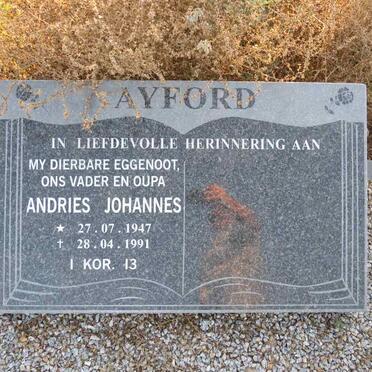 AYFORD
IN LIEFDEVOLLE HERINNERING AAN
MY DIERBARE EGGENOOT,
ONS VADER EN OUPA
ANDRIES JOHANNES
★ 27.07.1947
† 28.04.1991
I KOR. 13